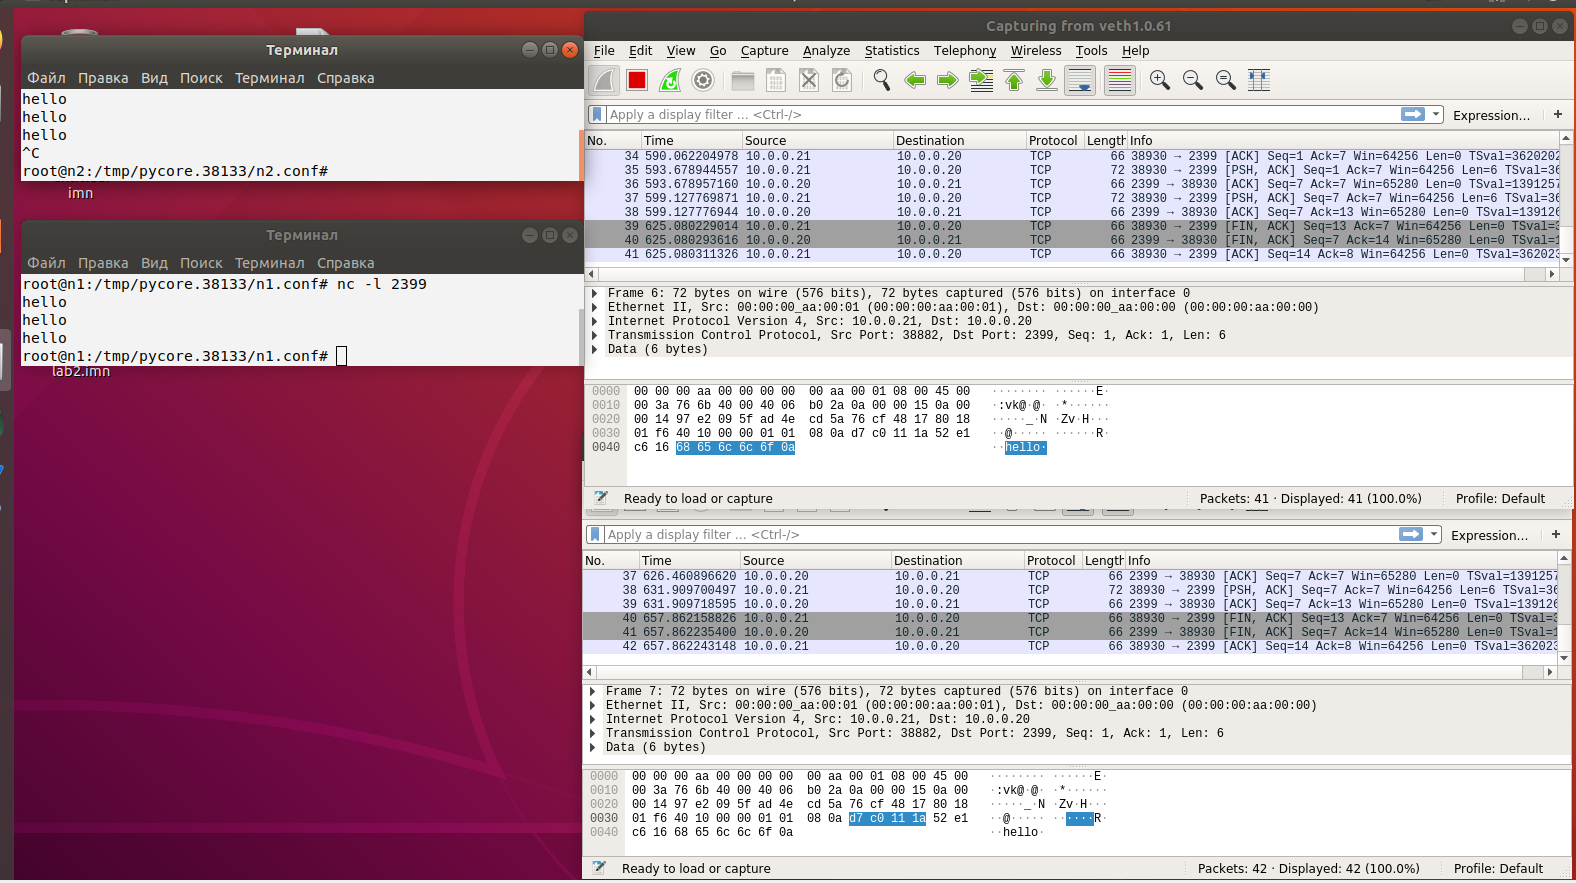 Терминал
Файл Правка Вид Поиск Терминал Справка
hello
hello
hello
^C
root@n2:/tmp/pycore.38133/n2.conf#
imn
Терминал
Файл Правка Вид Поиск Терминал Справка
root@n1:/tmp/pycore.38133/n1.conf# nc -l 2399
hello
hello
hello
root@n1:/tmp/pycore.38133/n1.conf#
lab2.imn
Capturing from veth1.0.61
File Edit View Go Capture Analyze Statistics Telephony Wireless Tools Help
Apply a display filter ... <Ctrl-/> Expression... +
No. Time Source Destination Protocol Length Info
34 590.062204978 10.0.0.21 10.0.0.20 TCP 66 38930 → 2399 [ACK] Seq=1 Ack=7 Win=64256 Len=0 TSval=3620202
35 593.678944557 10.0.0.21 10.0.0.20 TCP 72 38930 → 2399 [PSH, ACK] Seq=1 Ack=7 Win=64256 Len=6 TSval=36
36 593.678957160 10.0.0.20 10.0.0.21 TCP 66 2399 → 38930 [ACK] Seq=7 Ack=7 Win=65280 Len=0 TSval=1391257
37 599.127769871 10.0.0.21 10.0.0.20 TCP 72 38930 → 2399 [PSH, ACK] Seq=7 Ack=7 Win=64256 Len=6 TSval=36
38 599.127776944 10.0.0.20 10.0.0.21 TCP 66 2399 → 38930 [ACK] Seq=7 Ack=13 Win=65280 Len=0 TSval=139126
39 625.080229014 10.0.0.21 10.0.0.20 TCP 66 38930 → 2399 [FIN, ACK] Seq=13 Ack=7 Win=64256 Len=0 TSval=3
40 625.080293616 10.0.0.20 10.0.0.21 TCP 66 2399 → 38930 [FIN, ACK] Seq=7 Ack=14 Win=65280 Len=0 TSval=1
41 625.080311326 10.0.0.21 10.0.0.20 TCP 66 38930 → 2399 [ACK] Seq=14 Ack=8 Win=64256 Len=0 TSval=362023
Frame 6: 72 bytes on wire (576 bits), 72 bytes captured (576 bits) on interface 0
Ethernet II, Src: 00:00:00_aa:00:01 (00:00:00:aa:00:01), Dst: 00:00:00_aa:00:00 (00:00:00:aa:00:00)
Internet Protocol Version 4, Src: 10.0.0.21, Dst: 10.0.0.20
Transmission Control Protocol, Src Port: 38882, Dst Port: 2399, Seq: 1, Ack: 1, Len: 6
Data (6 bytes)
0000 00 00 00 aa 00 00 00 00 00 aa 00 01 08 00 45 00 ········ ······E·
0010 00 3a 76 6b 40 00 40 06 b0 2a 0a 00 00 15 0a 00 ·:vk@·@· ·*······
0020 00 14 97 e2 09 5f ad 4e cd 5a 76 cf 48 17 80 18 ·····_·N ·Zv·H···
0030 01 f6 40 10 00 00 01 01 08 0a d7 c0 11 1a 52 e1 ··@····· ······R·
0040 c6 16 68 65 6c 6c 6f 0a ··hello·
Ready to load or capture Packets: 41 · Displayed: 41 (100.0%) Profile: Default
Apply a display filter ... <Ctrl-/> Expression... +
No. Time Source Destination Protocol Length Info
37 626.460896620 10.0.0.20 10.0.0.21 TCP 66 2399 → 38930 [ACK] Seq=7 Ack=7 Win=65280 Len=0 TSval=1391257
38 631.909700497 10.0.0.21 10.0.0.20 TCP 72 38930 → 2399 [PSH, ACK] Seq=7 Ack=7 Win=64256 Len=6 TSval=36
39 631.909718595 10.0.0.20 10.0.0.21 TCP 66 2399 → 38930 [ACK] Seq=7 Ack=13 Win=65280 Len=0 TSval=139126
40 657.862158826 10.0.0.21 10.0.0.20 TCP 66 38930 → 2399 [FIN, ACK] Seq=13 Ack=7 Win=64256 Len=0 TSval=3
41 657.862235400 10.0.0.20 10.0.0.21 TCP 66 2399 → 38930 [FIN, ACK] Seq=7 Ack=14 Win=65280 Len=0 TSval=1
42 657.862243148 10.0.0.21 10.0.0.20 TCP 66 38930 → 2399 [ACK] Seq=14 Ack=8 Win=64256 Len=0 TSval=362023
Frame 7: 72 bytes on wire (576 bits), 72 bytes captured (576 bits) on interface 0
Ethernet II, Src: 00:00:00_aa:00:01 (00:00:00:aa:00:01), Dst: 00:00:00_aa:00:00 (00:00:00:aa:00:00)
Internet Protocol Version 4, Src: 10.0.0.21, Dst: 10.0.0.20
Transmission Control Protocol, Src Port: 38882, Dst Port: 2399, Seq: 1, Ack: 1, Len: 6
Data (6 bytes)
0000 00 00 00 aa 00 00 00 00 00 aa 00 01 08 00 45 00 ········ ······E·
0010 00 3a 76 6b 40 00 40 06 b0 2a 0a 00 00 15 0a 00 ·:vk@·@· ·*······
0020 00 14 97 e2 09 5f ad 4e cd 5a 76 cf 48 17 80 18 ·····_·N ·Zv·H···
0030 01 f6 40 10 00 00 01 01 08 0a d7 c0 11 1a 52 e1 ··@····· ······R·
0040 c6 16 68 65 6c 6c 6f 0a ··hello·
Ready to load or capture Packets: 42 · Displayed: 42 (100.0%) Profile: Default